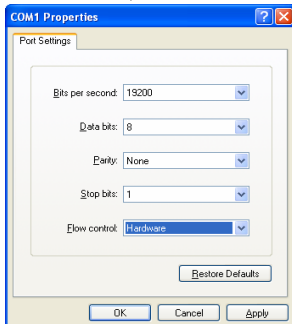 COM1 Properties
Port Settings
Bits per second: 19200
Data bits: 8
Parity: None
Stop bits: 1
Flow control: Hardware
Restore Defaults
OK Cancel Apply